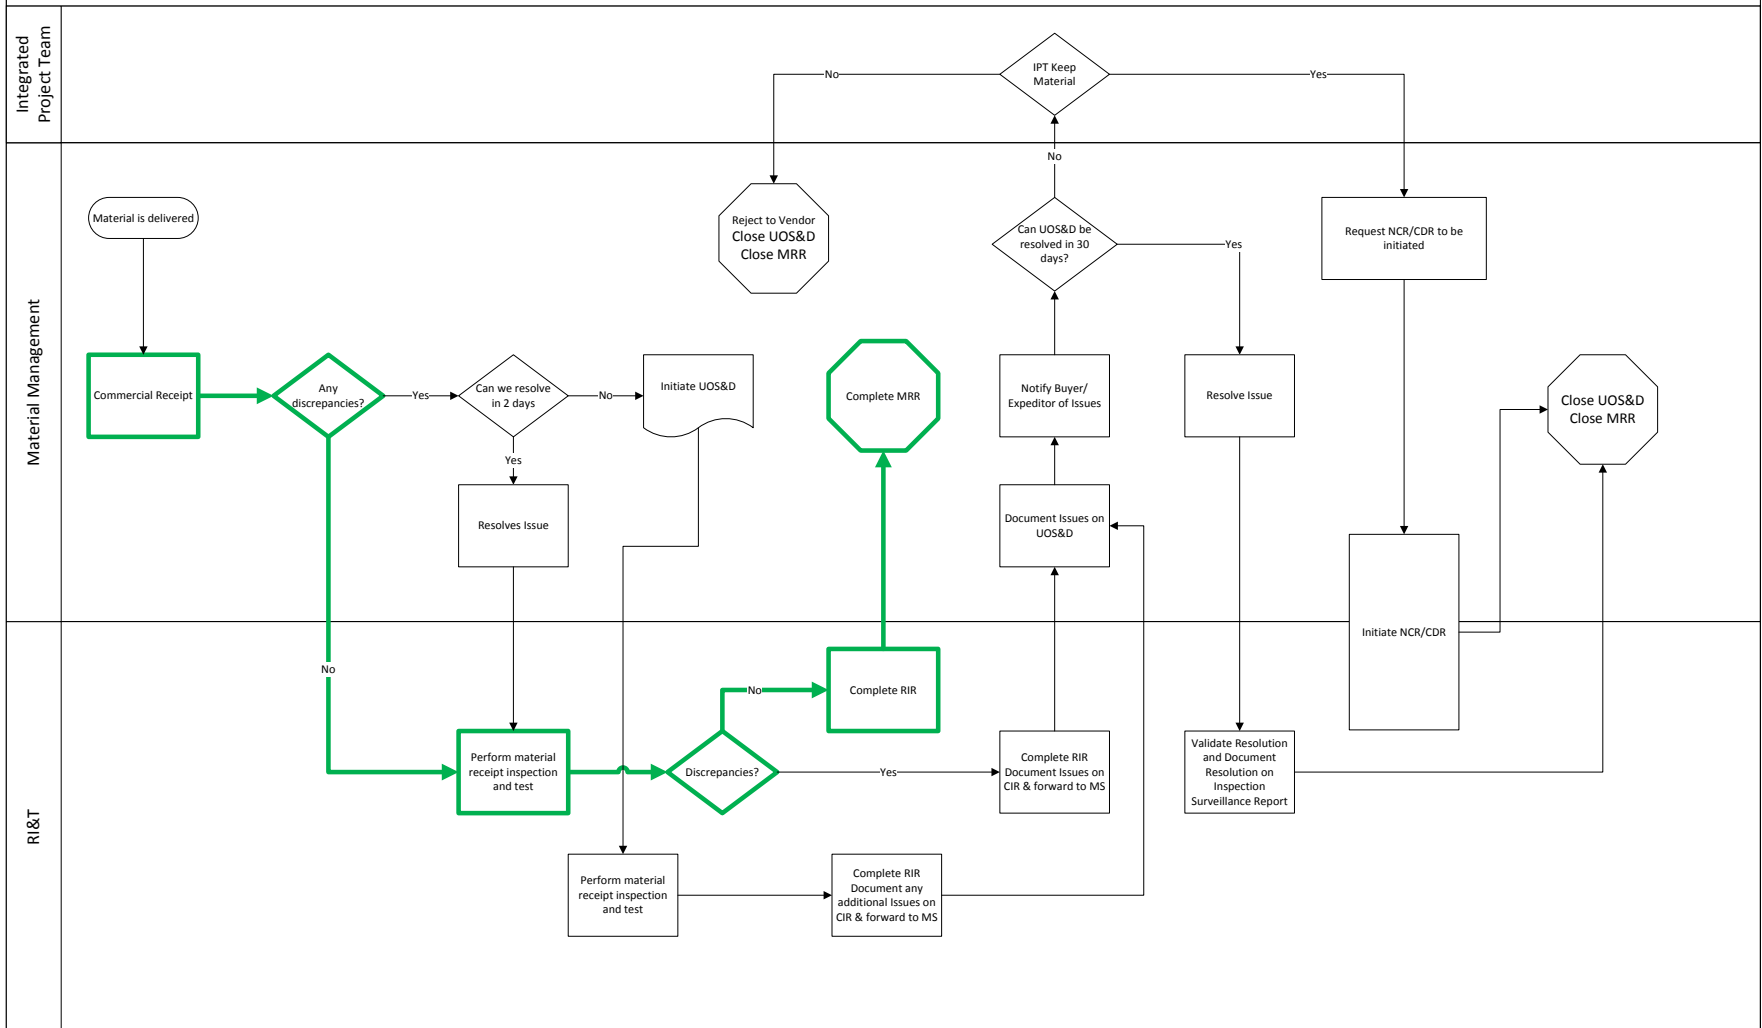 Integrated
Project Team
IPT Keep
Material
No
Yes
Material Management
Material is delivered
Reject to Vendor
Close UOS&D
Close MRR
No
Can UOS&D be
resolved in 30
days?
Yes
Request NCR/CDR to be
initiated
Commercial Receipt
Any
discrepancies?
Yes
Can we resolve
in 2 days
No
Initiate UOS&D
Complete MRR
Notify Buyer/
Expeditor of Issues
Resolve Issue
Close UOS&D
Close MRR
Yes
Resolves Issue
Document Issues on
UOS&D
RI&T
Initiate NCR/CDR
No
No
Complete RIR
Perform material
receipt inspection
and test
Discrepancies?
Yes
Complete RIR
Document Issues on
CIR & forward to MS
Validate Resolution
and Document
Resolution on
Inspection
Surveillance Report
Perform material
receipt inspection
and test
Complete RIR
Document any
additional Issues on
CIR & forward to MS